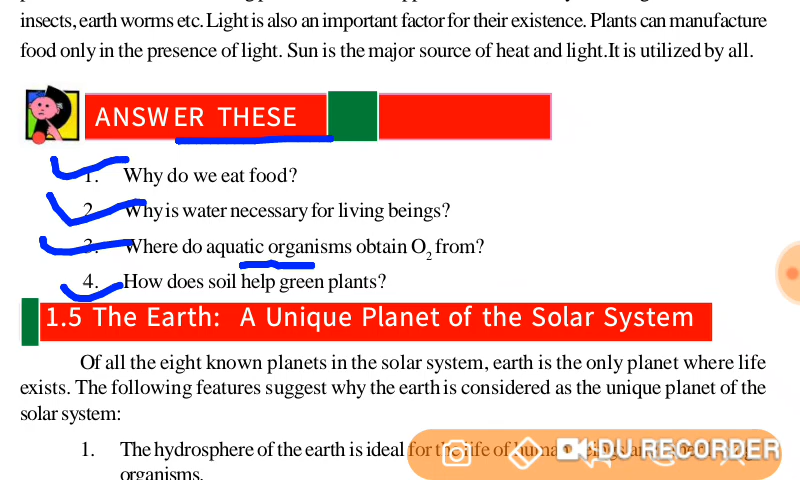 insects, earth worms etc. Light is also an important factor for their existence. Plants can manufacture
food only in the presence of light. Sun is the major source of heat and light.It is utilized by all.
ANSWER THESE
1. Why do we eat food?
2. Why is water necessary for living beings?
3. Where do aquatic organisms obtain O2 from?
4. How does soil help green plants?
1.5 The Earth: A Unique Planet of the Solar System
Of all the eight known planets in the solar system, earth is the only planet where life
exists. The following features suggest why the earth is considered as the unique planet of the
solar system:
1. The hydrosphere of the earth is ideal for the life of human
DU RECORDER
organisms.